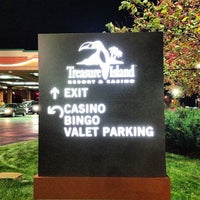 Treasure Island
RESORT & CASINO
EXIT
CASINO
BINGO
VALET PARKING